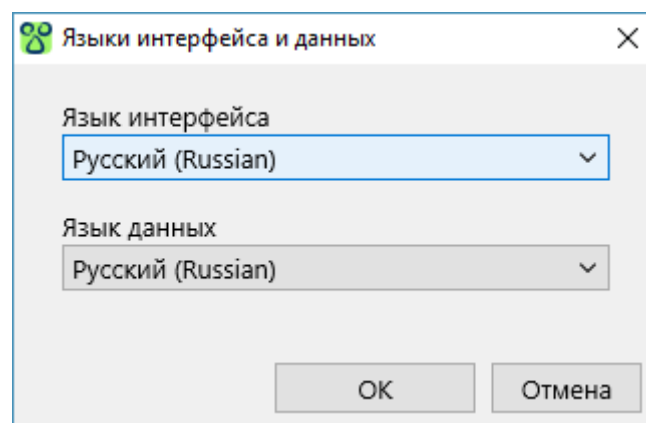 Языки интерфейса и данных
Язык интерфейса
Русский (Russian)
Язык данных
Русский (Russian)
OK Отмена